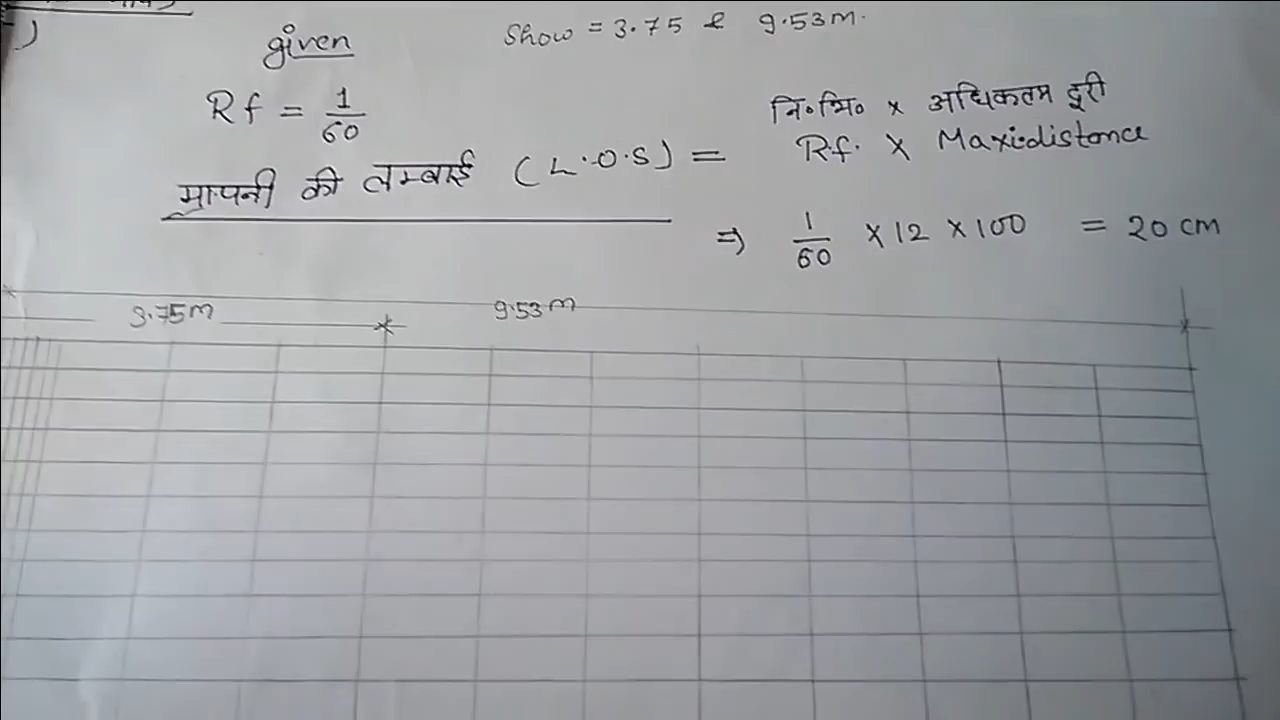 )
given
Show = 3.75 & 9.53m.
Rf = 1/60
नि॰भि॰ × अधिकतम दूरी
मापनी की लम्बाई (L.O.S) = R.f. × Maxi.distance
⇒ 1/60 × 12 × 100 = 20 cm
3.75m 9.53m